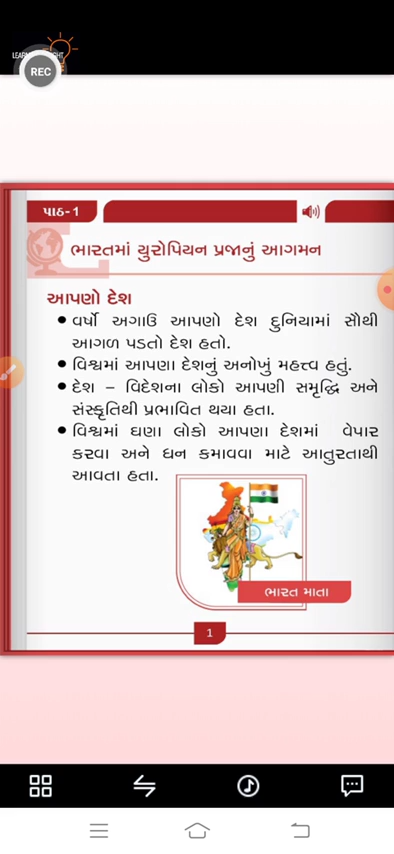 LEARN
GHT
REC
પાઠ-1
ભારતમાં યુરોપિયન પ્રજાનું આગમન
આપણો દેશ
● વર્ષો અગાઉ આપણો દેશ દુનિયામાં સૌથી
આગળ પડતો દેશ હતો.
● વિશ્વમાં આપણા દેશનું અનોખું મહત્ત્વ હતું.
● દેશ – વિદેશના લોકો આપણી સમૃદ્ધિ અને
સંસ્કૃતિથી પ્રભાવિત થયા હતા.
● વિશ્વમાં ઘણા લોકો આપણા દેશમાં વેપાર
કરવા અને ધન કમાવવા માટે આતુરતાથી
આવતા હતા.
ભારત માતા
1